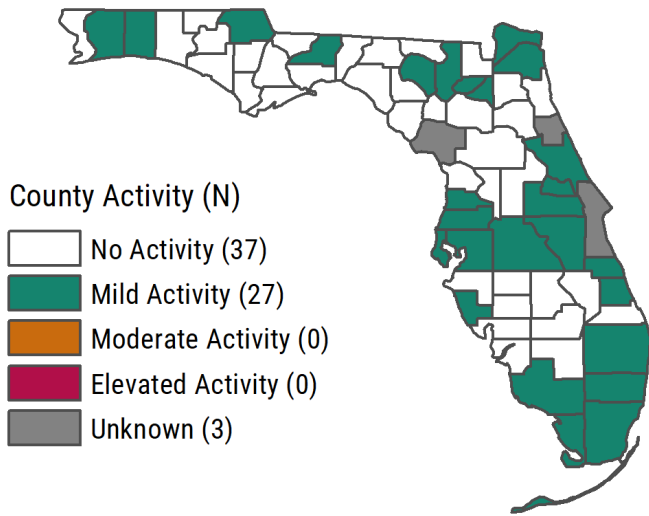 County Activity (N)
No Activity (37)
Mild Activity (27)
Moderate Activity (0)
Elevated Activity (0)
Unknown (3)